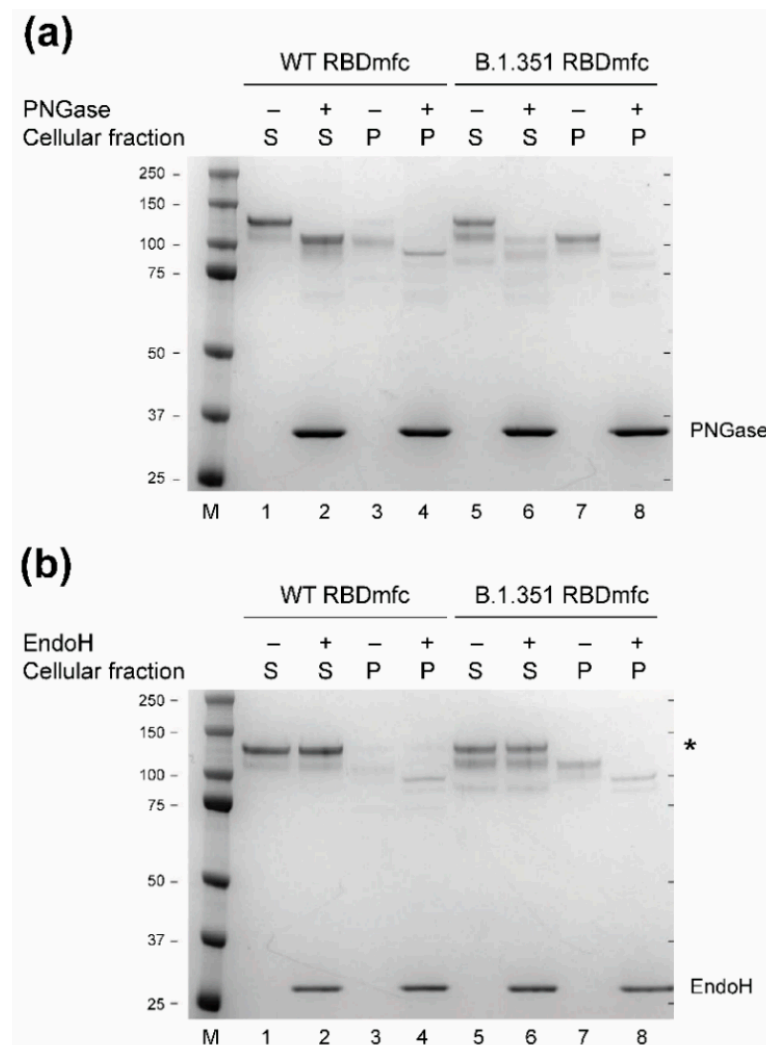 (a)
WT RBDmfc B.1.351 RBDmfc
PNGase – + – + – + – +
Cellular fraction S S P P S S P P
250 –
150 –
100 –
75 –
50 –
37 –
PNGase
25 –
M 1 2 3 4 5 6 7 8
(b)
WT RBDmfc B.1.351 RBDmfc
EndoH – + – + – + – +
Cellular fraction S S P P S S P P
250 –
150 –
*
100 –
75 –
50 –
37 –
EndoH
25 –
M 1 2 3 4 5 6 7 8